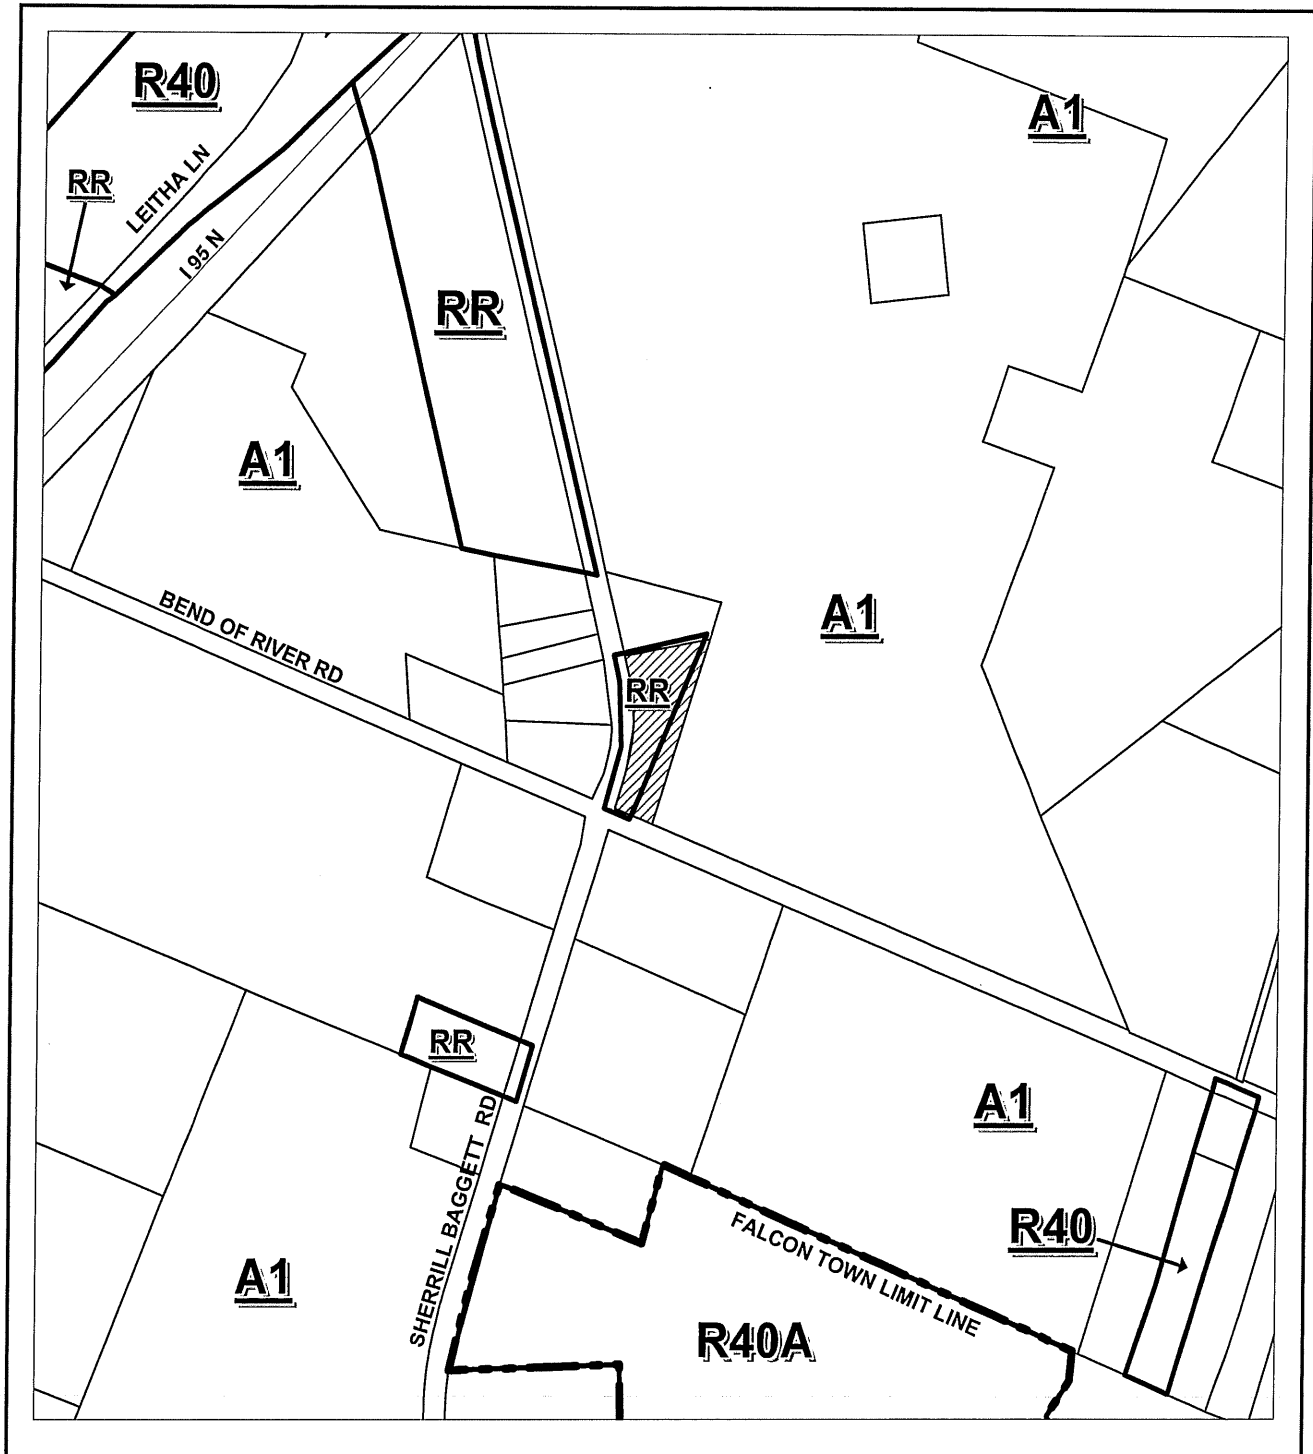 R40
A1
RR
LEITHA LN
I 95 N
RR
A1
A1
BEND OF RIVER RD
RR
RR
A1
SHERRILL BAGGETT RD
R40
FALCON TOWN LIMIT LINE
A1
R40A